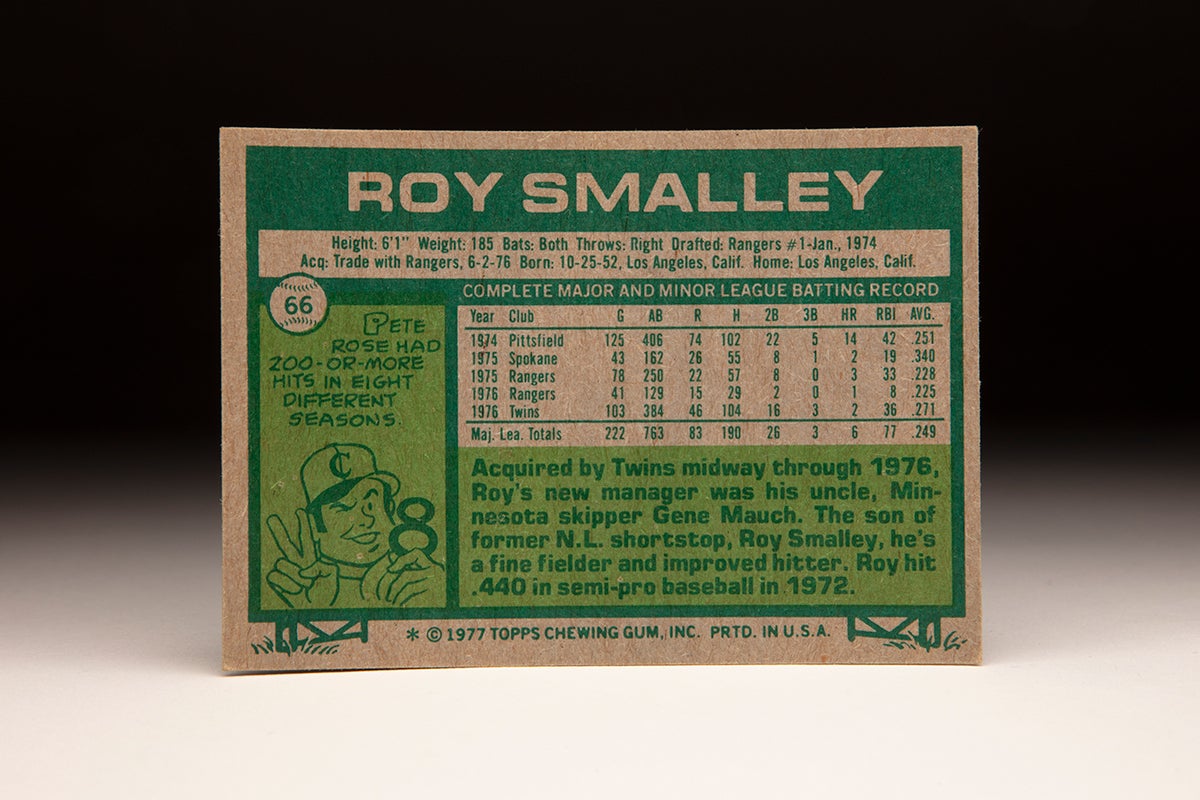 ROY SMALLEY
Height: 6'1" Weight: 185 Bats: Both Throws: Right Drafted: Rangers #1-Jan., 1974
Acq: Trade with Rangers, 6-2-76 Born: 10-25-52, Los Angeles, Calif. Home: Los Angeles, Calif.
66
PETE
ROSE HAD
200-OR-MORE
HITS IN EIGHT
DIFFERENT
SEASONS.
C
8
COMPLETE MAJOR AND MINOR LEAGUE BATTING RECORD
Year Club G AB R H 2B 3B HR RBI AVG.
1974 Pittsfield 125 406 74 102 22 5 14 42 .251
1975 Spokane 43 162 26 55 8 1 2 19 .340
1975 Rangers 78 250 22 57 8 0 3 33 .228
1976 Rangers 41 129 15 29 2 0 1 8 .225
1976 Twins 103 384 46 104 16 3 2 36 .271
Maj. Lea. Totals 222 763 83 190 26 3 6 77 .249
Acquired by Twins midway through 1976,
Roy's new manager was his uncle, Min-
nesota skipper Gene Mauch. The son of
former N.L. shortstop, Roy Smalley, he's
a fine fielder and improved hitter. Roy hit
.440 in semi-pro baseball in 1972.
* © 1977 TOPPS CHEWING GUM, INC. PRTD. IN U.S.A.